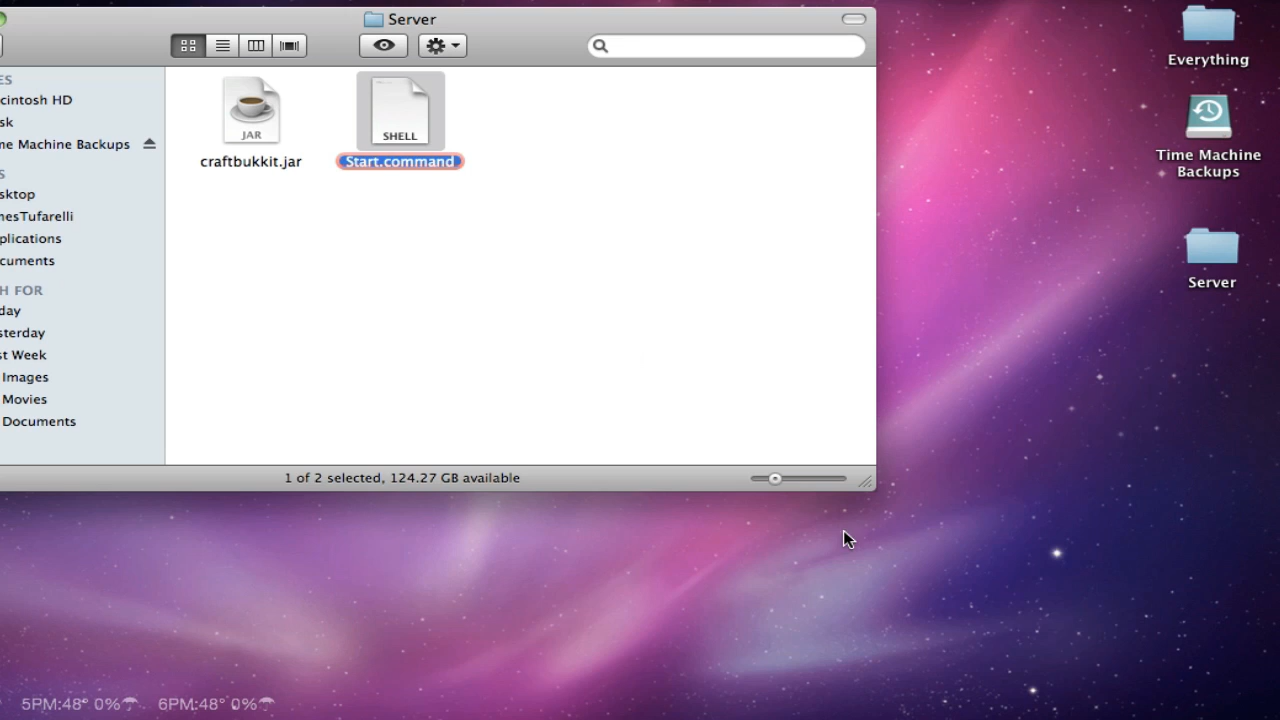 Server
ES
cintosh HD
sk
me Machine Backups
S
sktop
mesTufarelli
plications
cuments
H FOR
day
sterday
st Week
Images
Movies
Documents
JAR
craftbukkit.jar
SHELL
Start.command
1 of 2 selected, 124.27 GB available
Everything
Time Machine
Backups
Server
5PM:48° 0% 6PM:48° 0%